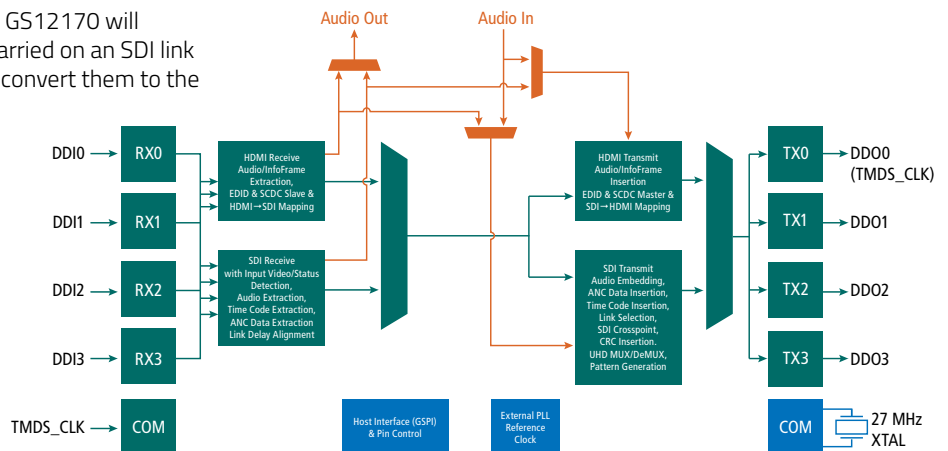 GS12170 will
arried on an SDI link
convert them to the
Audio Out
Audio In
DDI0
RX0
HDMI Receive
Audio/InfoFrame
Extraction,
EDID & SCDC Slave &
HDMI→SDI Mapping
HDMI Transmit
Audio/InfoFrame
Insertion
EDID & SCDC Master &
SDI→HDMI Mapping
TX0
DDO0
(TMDS_CLK)
DDI1
RX1
TX1
DDO1
DDI2
RX2
SDI Receive
with Input Video/Status
Detection,
Audio Extraction,
Time Code Extraction,
ANC Data Extraction
Link Delay Alignment
SDI Transmit
Audio Embedding,
ANC Data Insertion,
Time Code Insertion,
Link Selection,
SDI Crosspoint,
CRC Insertion.
UHD MUX/DeMUX,
Pattern Generation
TX2
DDO2
DDI3
RX3
TX3
DDO3
TMDS_CLK
COM
Host Interface (GSPI)
& Pin Control
External PLL
Reference
Clock
COM
27 MHz
XTAL